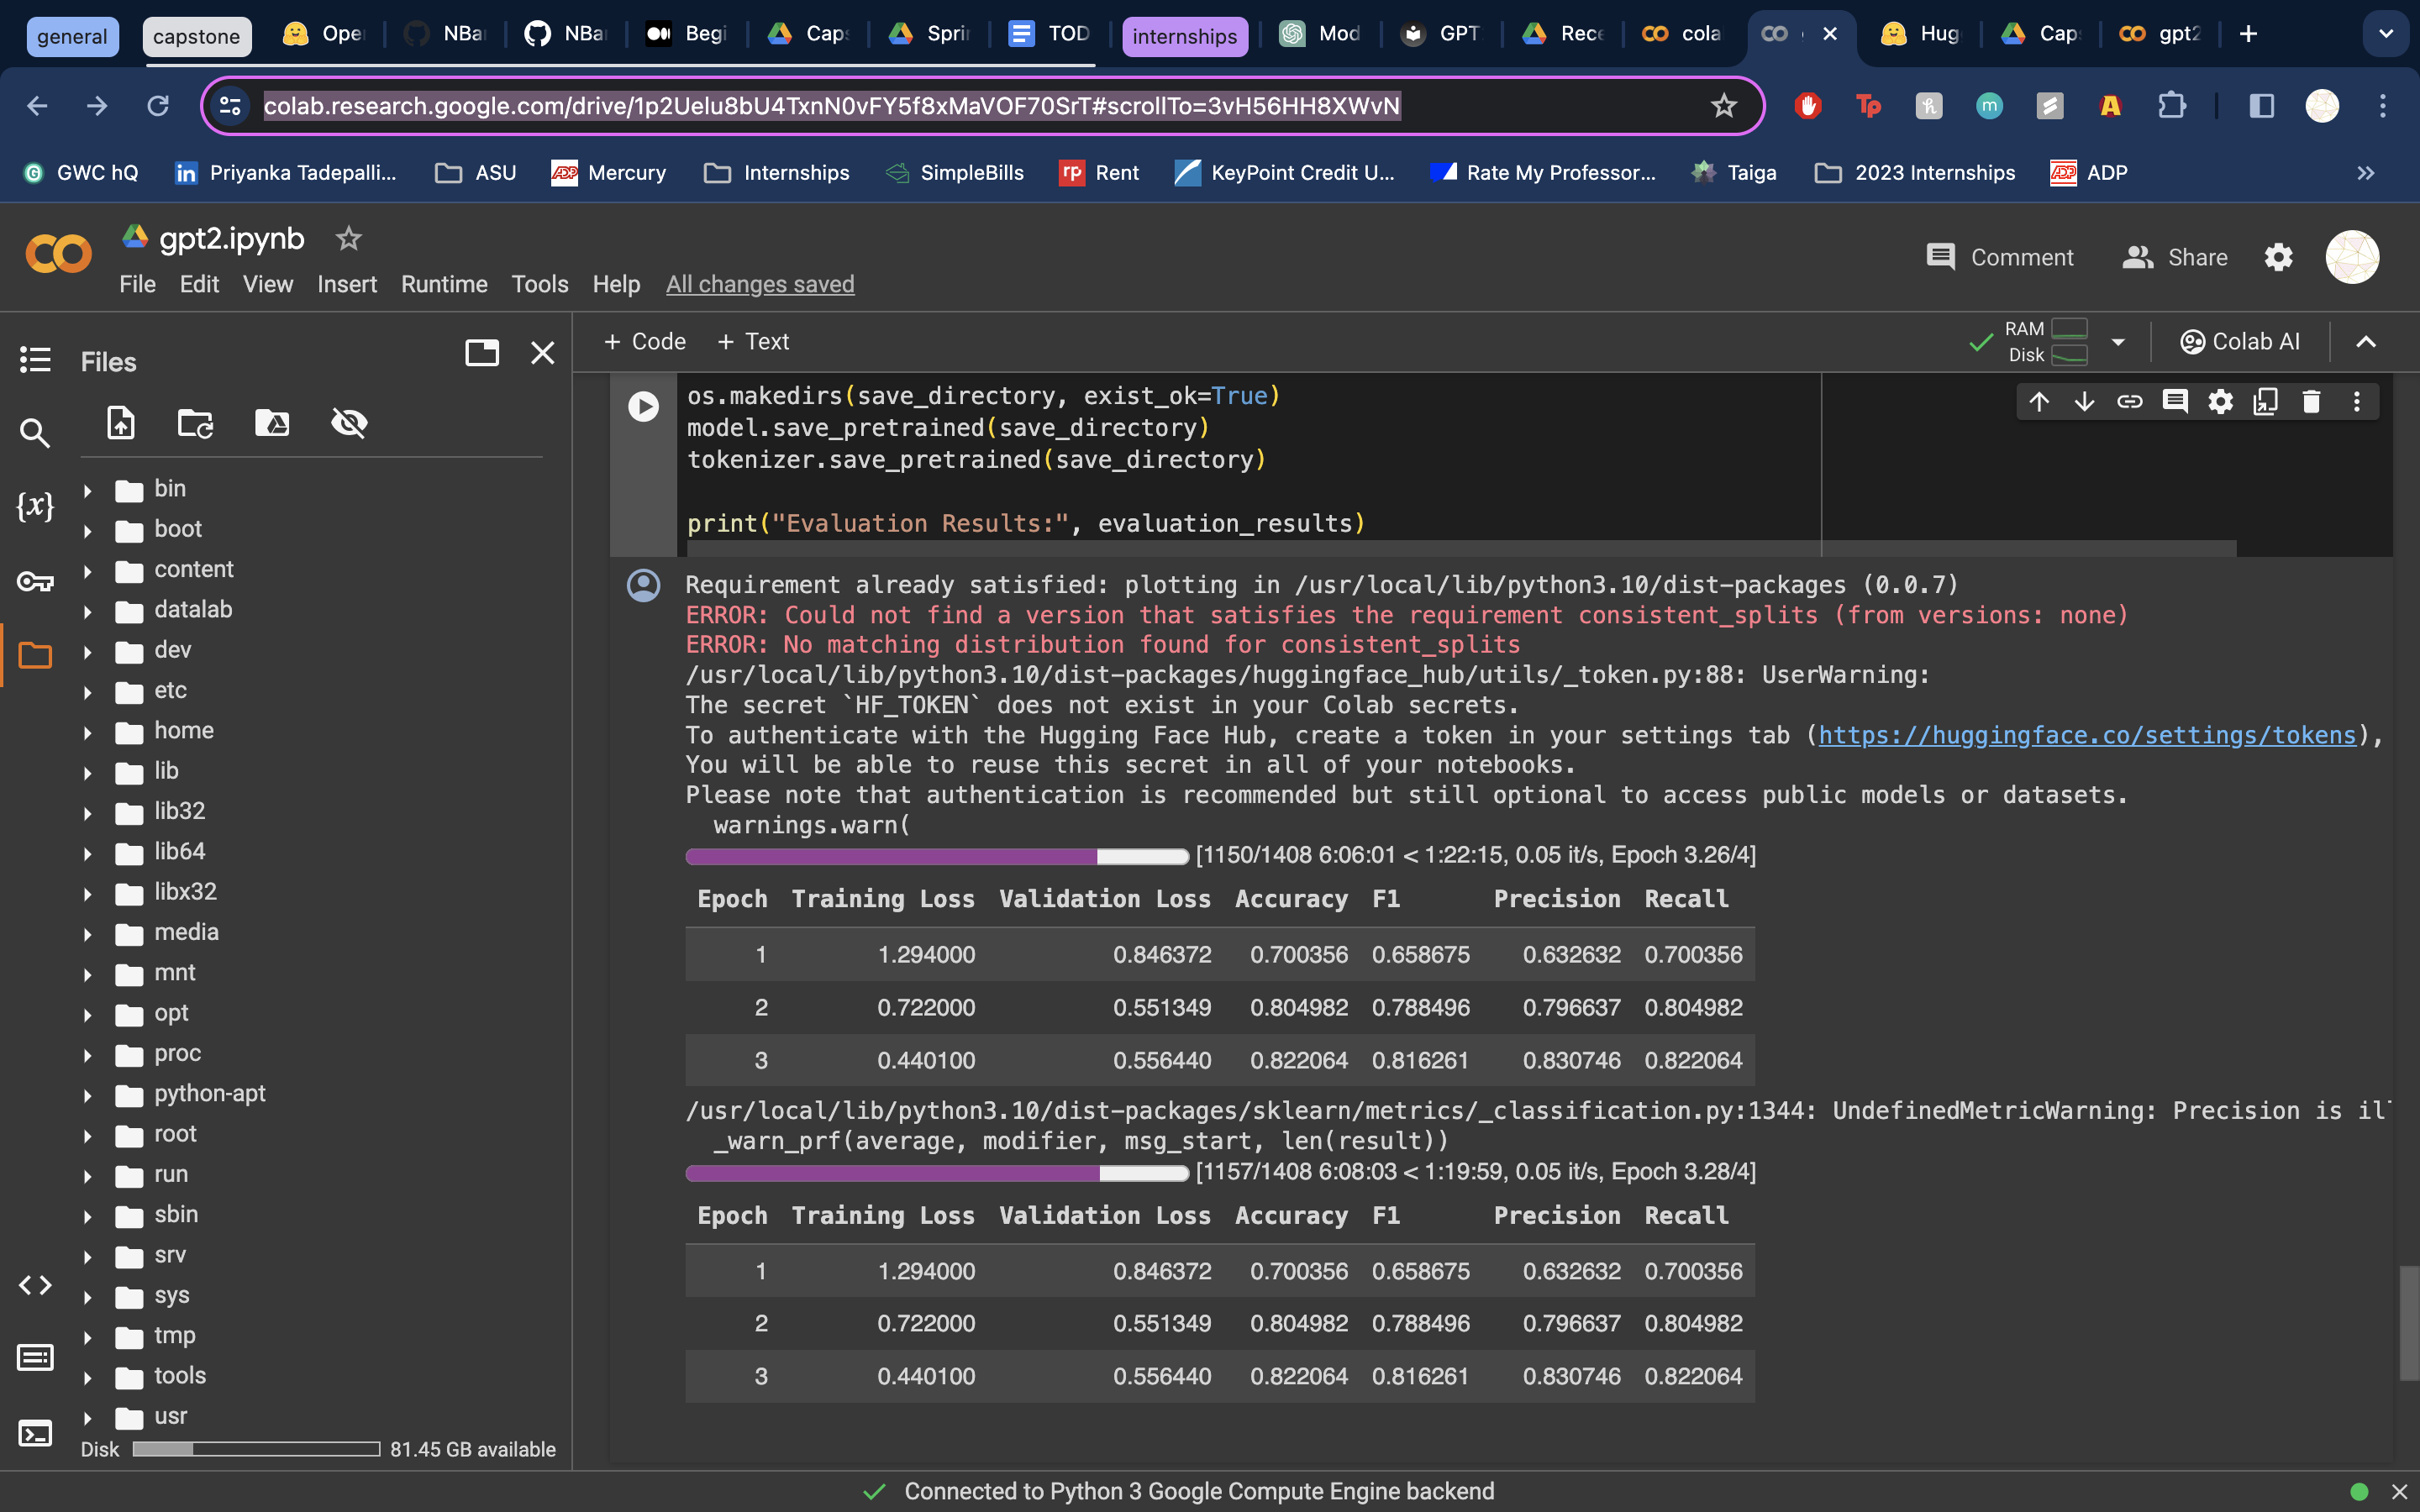 general capstone Ope NBa NBa Begi Cap Sprin TOD internships Mod GPT Rece cola Hug Cap gpt2
colab.research.google.com/drive/1p2Uelu8bU4TxnN0vFY5f8xMaVOF70SrT#scrollTo=3vH56HH8XWvN
GWC hQ Priyanka Tadepalli... ASU Mercury Internships SimpleBills Rent KeyPoint Credit U... Rate My Professor... Taiga 2023 Internships ADP
gpt2.ipynb
File Edit View Insert Runtime Tools Help All changes saved
Comment Share
Files
+ Code + Text
RAM
Disk
Colab AI
bin
boot
content
datalab
dev
etc
home
lib
lib32
lib64
libx32
media
mnt
opt
proc
python-apt
root
run
sbin
srv
sys
tmp
tools
usr
Disk 81.45 GB available
os.makedirs(save_directory, exist_ok=True)
model.save_pretrained(save_directory)
tokenizer.save_pretrained(save_directory)
print("Evaluation Results:", evaluation_results)
Requirement already satisfied: plotting in /usr/local/lib/python3.10/dist-packages (0.0.7)
ERROR: Could not find a version that satisfies the requirement consistent_splits (from versions: none)
ERROR: No matching distribution found for consistent_splits
/usr/local/lib/python3.10/dist-packages/huggingface_hub/utils/_token.py:88: UserWarning:
The secret `HF_TOKEN` does not exist in your Colab secrets.
To authenticate with the Hugging Face Hub, create a token in your settings tab (https://huggingface.co/settings/tokens),
You will be able to reuse this secret in all of your notebooks.
Please note that authentication is recommended but still optional to access public models or datasets.
warnings.warn(
[1150/1408 6:06:01 < 1:22:15, 0.05 it/s, Epoch 3.26/4]
Epoch Training Loss Validation Loss Accuracy F1 Precision Recall
1 1.294000 0.846372 0.700356 0.658675 0.632632 0.700356
2 0.722000 0.551349 0.804982 0.788496 0.796637 0.804982
3 0.440100 0.556440 0.822064 0.816261 0.830746 0.822064
/usr/local/lib/python3.10/dist-packages/sklearn/metrics/_classification.py:1344: UndefinedMetricWarning: Precision is il
_warn_prf(average, modifier, msg_start, len(result))
[1157/1408 6:08:03 < 1:19:59, 0.05 it/s, Epoch 3.28/4]
Epoch Training Loss Validation Loss Accuracy F1 Precision Recall
1 1.294000 0.846372 0.700356 0.658675 0.632632 0.700356
2 0.722000 0.551349 0.804982 0.788496 0.796637 0.804982
3 0.440100 0.556440 0.822064 0.816261 0.830746 0.822064
Connected to Python 3 Google Compute Engine backend